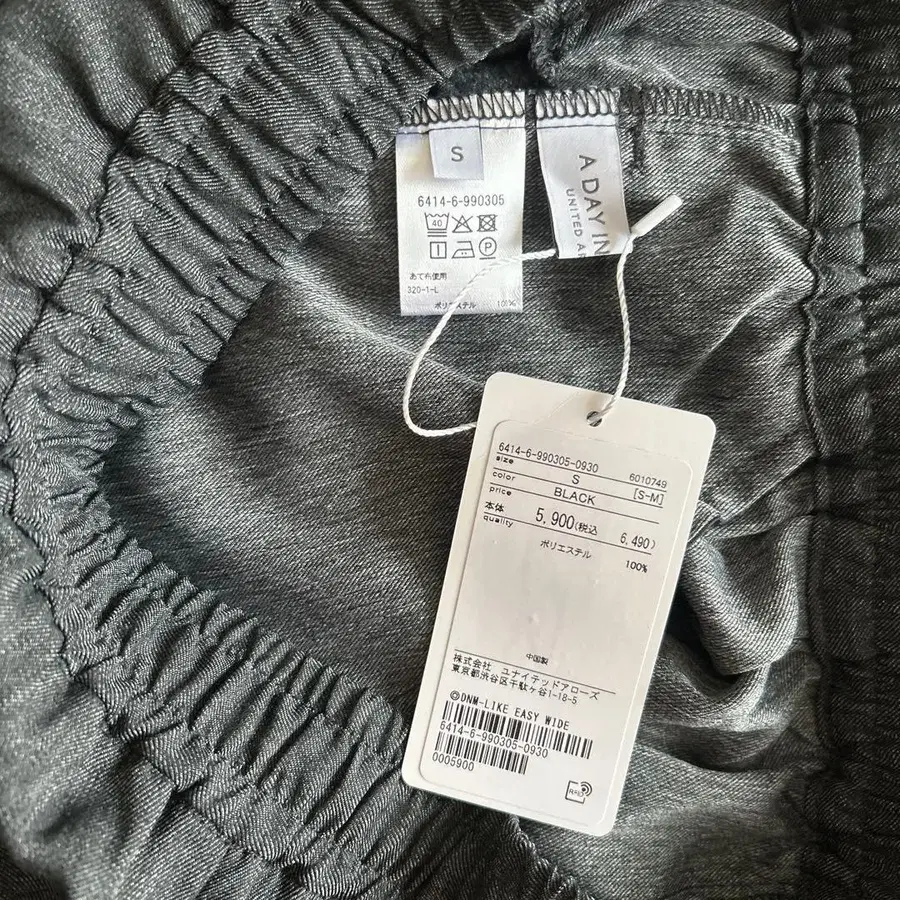 S
6414-6-990305
40
P
あて布使用
320-1-L
ポリエステル 100%
A DAY IN
UNITED AR
6414-6-990305-0930
size S 6010749
color BLACK [S-M]
price
本体 5,900(税込 6,490)
quality
ポリエステル
100%
中国製
株式会社 ユナイテッドアローズ
東京都渋谷区千駄ヶ谷1-18-5
◎DNM-LIKE EASY WIDE
6414-6-990305-0930
0005900
RFID